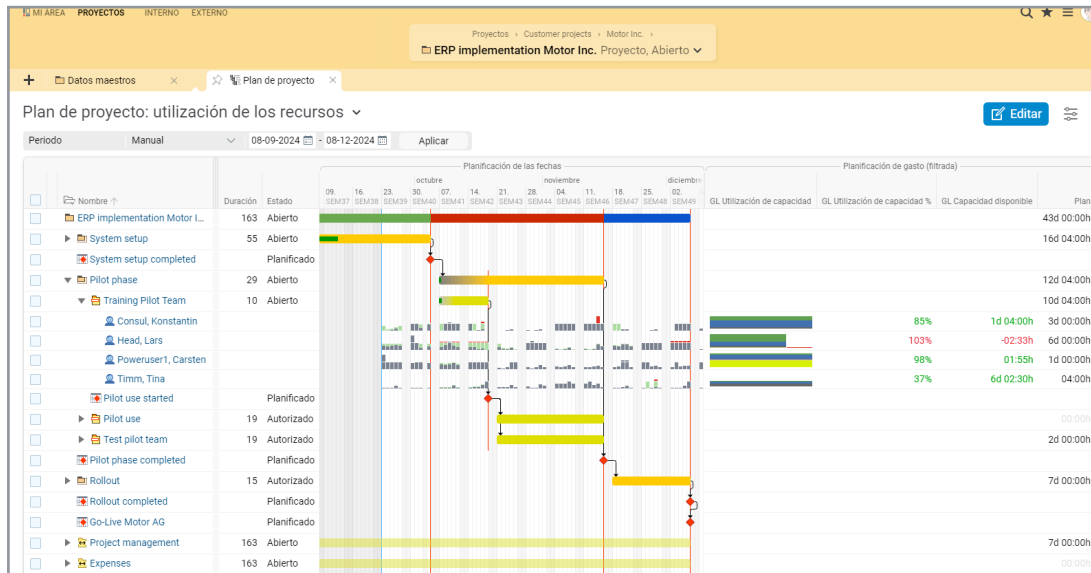 MI AREA PROYECTOS INTERNO EXTERNO
Proyectos › Customer projects › Motor Inc. ›
ERP implementation Motor Inc. Proyecto, Abierto
+ Datos maestros × Plan de proyecto ×
Plan de proyecto: utilización de los recursos
Editar
Periodo Manual 08-09-2024 - 08-12-2024 Aplicar
Planificación de las fechas Planificación de gasto (filtrada)
octubre noviembre diciembre
09. 16. 23. 30. 07. 14. 21. 28. 04. 11. 18. 25. 02.
Nombre Duración Estado SEM37 SEM38 SEM39 SEM40 SEM41 SEM42 SEM43 SEM44 SEM45 SEM46 SEM47 SEM48 SEM49 GL Utilización de capacidad GL Utilización de capacidad % GL Capacidad disponible Plan
ERP implementation Motor I... 163 Abierto 43d 00:00h
System setup 55 Abierto 16d 04:00h
System setup completed Planificado
Pilot phase 29 Abierto 12d 04:00h
Training Pilot Team 10 Abierto 10d 04:00h
Consul, Konstantin 85% 1d 04:00h 3d 00:00h
Head, Lars 103% -02:33h 6d 00:00h
Poweruser1, Carsten 98% 01:55h 1d 00:00h
Timm, Tina 37% 6d 02:30h 04:00h
Pilot use started Planificado
Pilot use 19 Autorizado 00:00h
Test pilot team 19 Autorizado 2d 00:00h
Pilot phase completed Planificado
Rollout 15 Autorizado 7d 00:00h
Rollout completed Planificado
Go-Live Motor AG Planificado
Project management 163 Abierto 7d 00:00h
Expenses 163 Abierto 00:00h